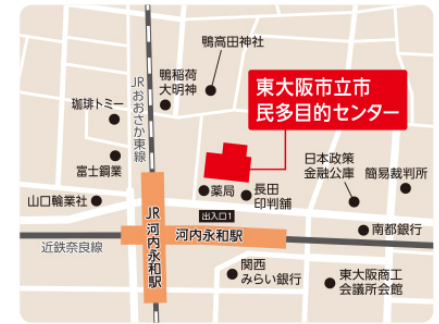 鴨高田神社
鴨稲荷
大明神
東大阪市立市
民多目的センター
JRおおさか東線
珈琲トミー
富士鋼業
日本政策
金融公庫
簡易裁判所
薬局
長田
印判舗
山口輪業社
出入口1
JR河内永和駅
河内永和駅
南都銀行
近鉄奈良線
関西
みらい銀行
東大阪商工
会議所会館